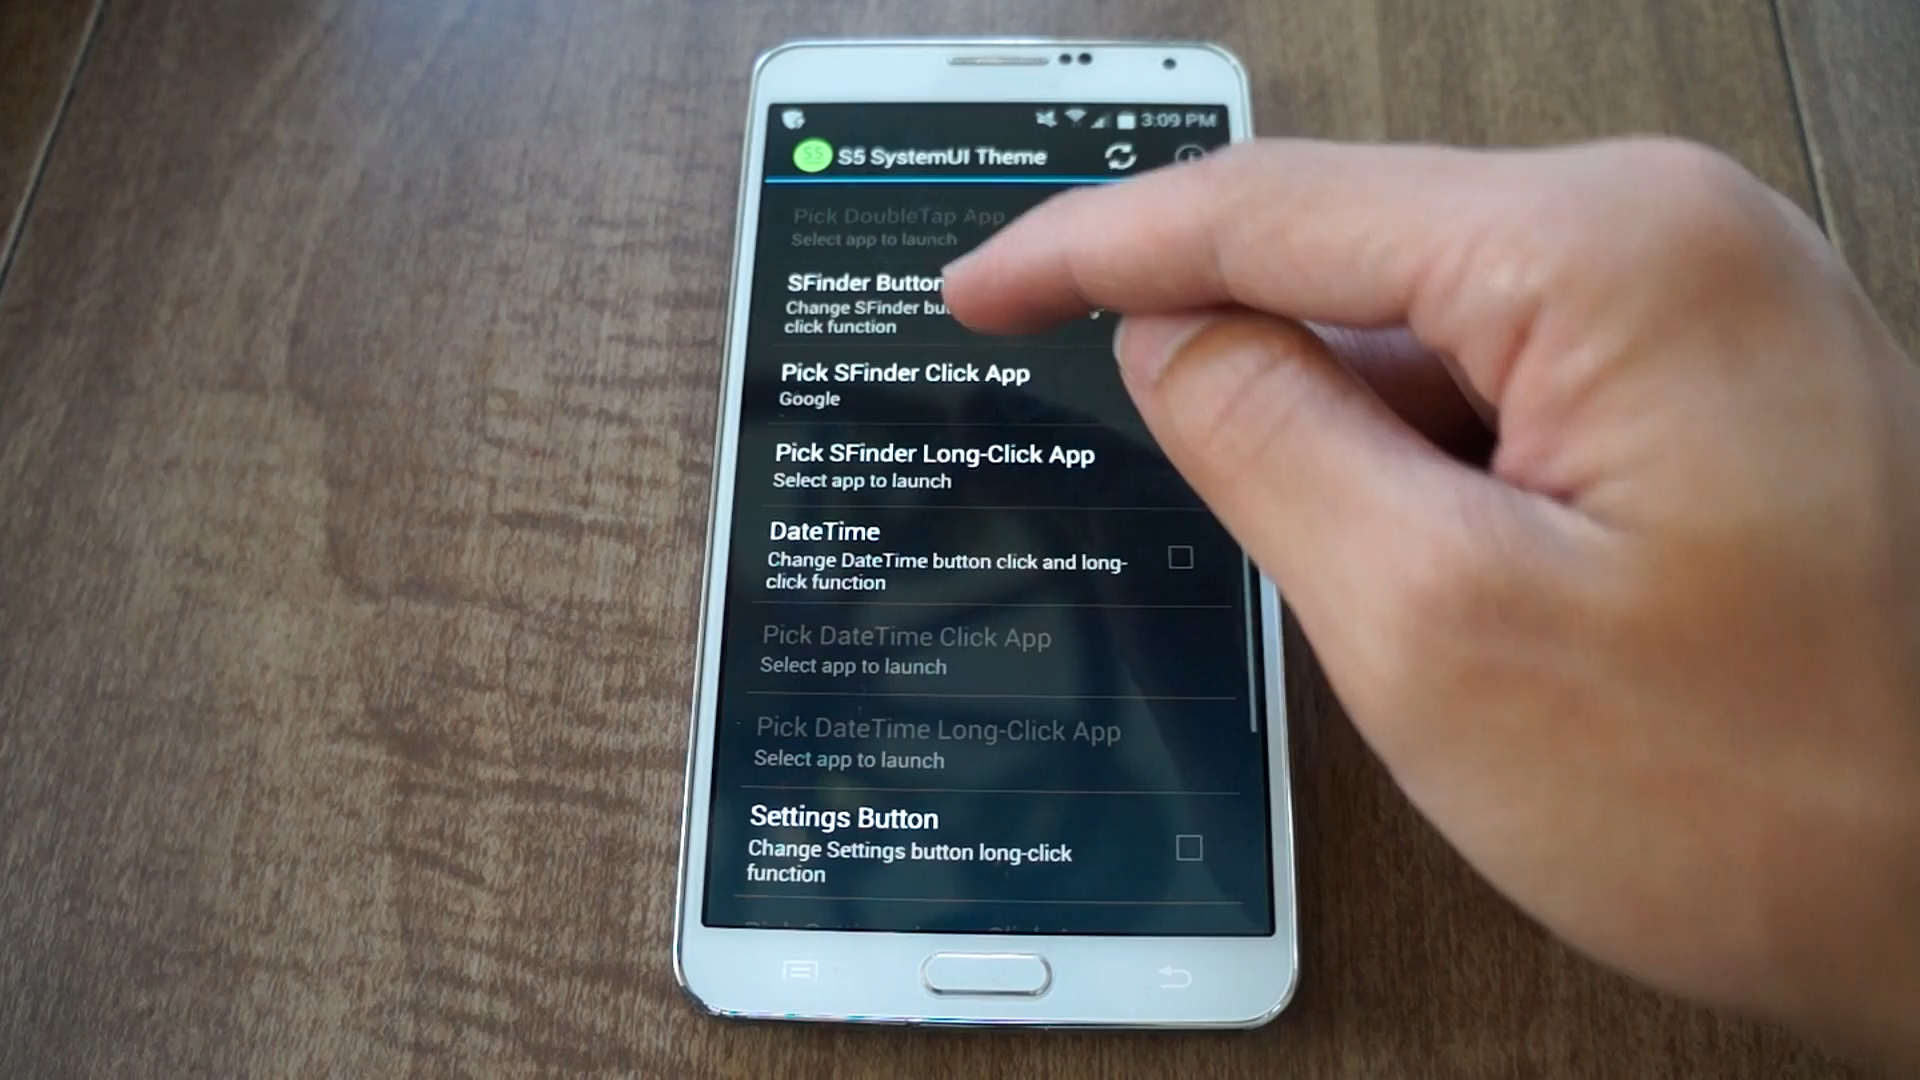 3:09 PM
S5 S5 SystemUI Theme
Pick DoubleTap App
Select app to launch
SFinder Button
Change SFinder
click function
Pick SFinder Click App
Google
Pick SFinder Long-Click App
Select app to launch
DateTime
Change DateTime button click and long-
click function
Pick DateTime Click App
Select app to launch
Pick DateTime Long-Click App
Select app to launch
Settings Button
Change Settings button long-click
function